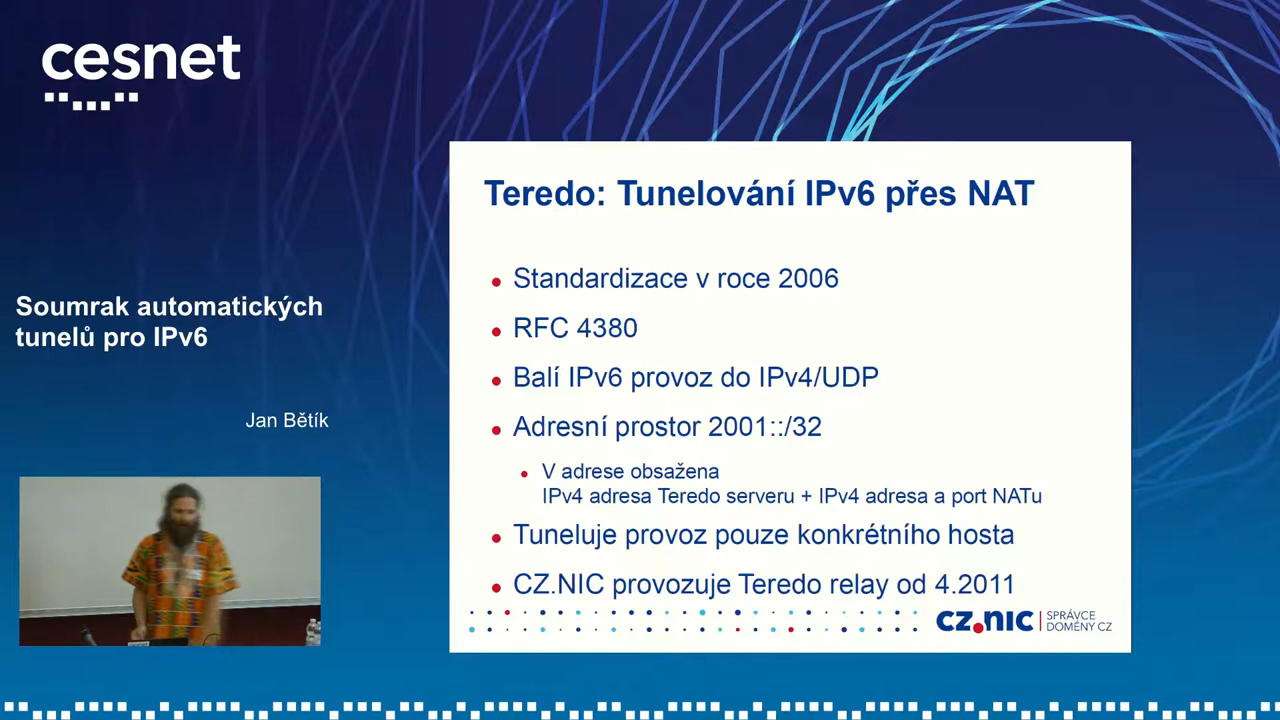 cesnet
Soumrak automatických
tunelů pro IPv6
Jan Bětík
Teredo: Tunelování IPv6 přes NAT
Standardizace v roce 2006
RFC 4380
Balí IPv6 provoz do IPv4/UDP
Adresní prostor 2001::/32
V adrese obsažena
IPv4 adresa Teredo serveru + IPv4 adresa a port NATu
Tuneluje provoz pouze konkrétního hosta
CZ.NIC provozuje Teredo relay od 4.2011
CZ.NIC
SPRÁVCE
DOMÉNY CZ